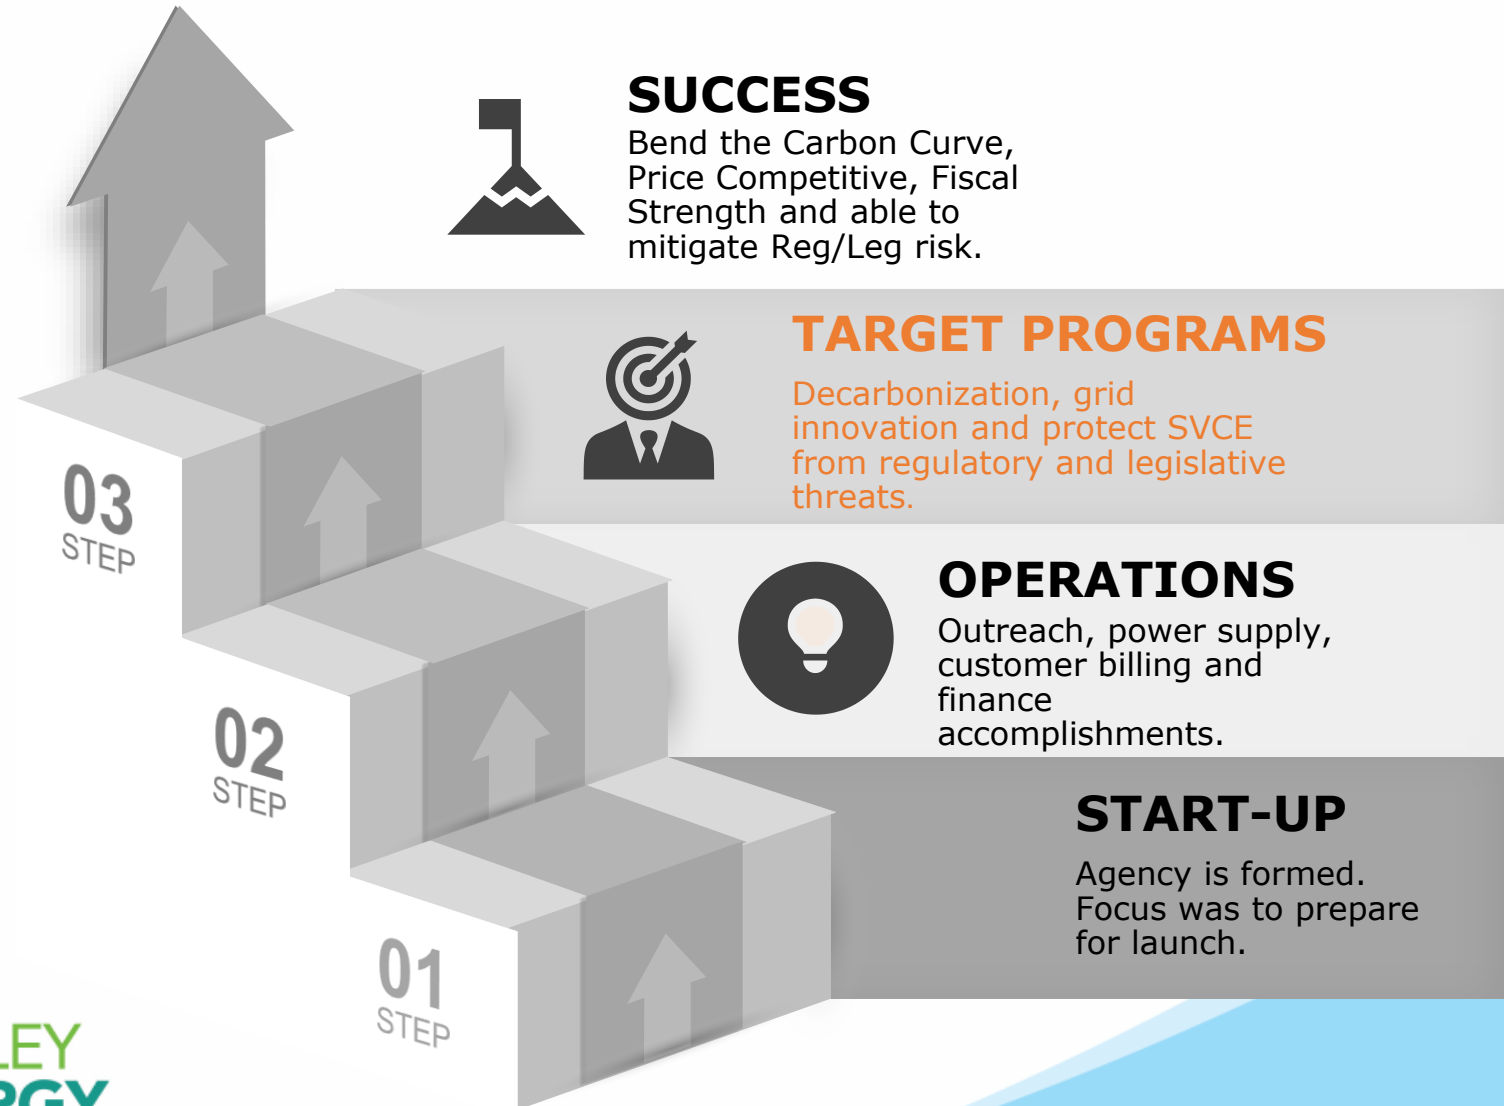 SUCCESS
Bend the Carbon Curve,
Price Competitive, Fiscal
Strength and able to
mitigate Reg/Leg risk.
TARGET PROGRAMS
Decarbonization, grid
innovation and protect SVCE
from regulatory and legislative
threats.
03
STEP
OPERATIONS
Outreach, power supply,
customer billing and
finance
accomplishments.
02
STEP
START-UP
Agency is formed.
Focus was to prepare
for launch.
01
STEP